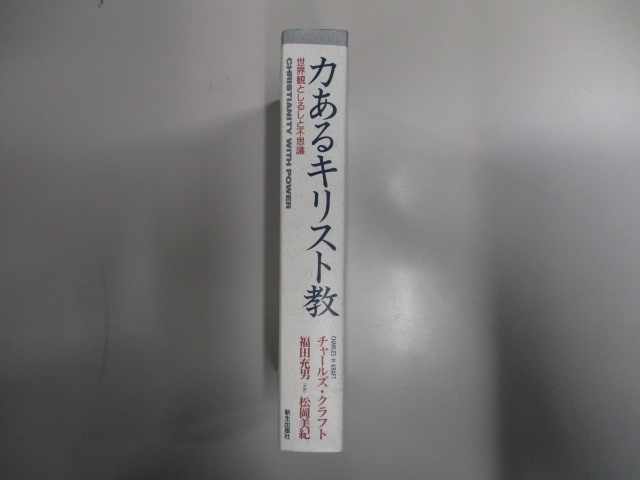 力あるキリスト教
世界観としるしと不思議
CHRISTIANITY WITH POWER
CHARLES H. KRAFT
チャールズ・クラフト
福田充男
松岡美紀
新生出版社